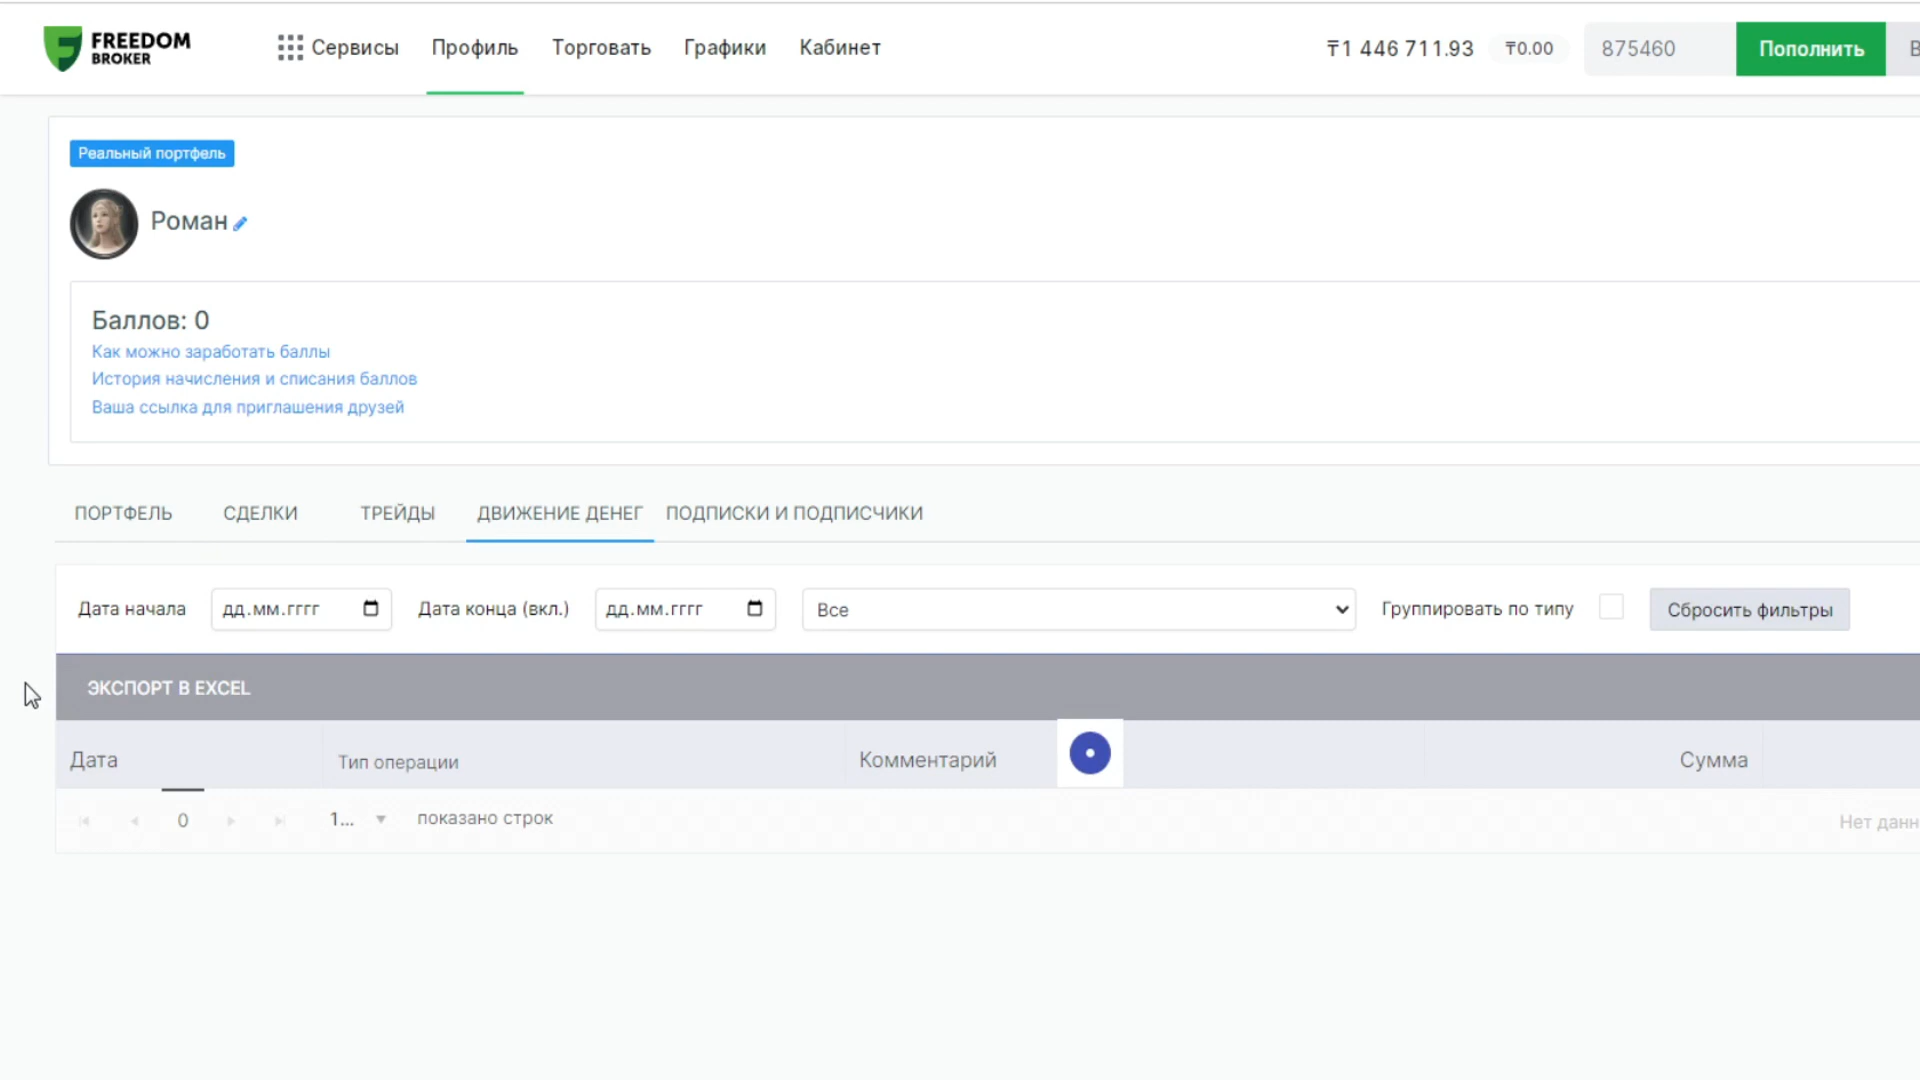 FREEDOM
BROKER
Сервисы
Профиль
Торговать
Графики
Кабинет
₸1 446 711.93
₸0.00
875460
Пополнить
Реальный портфель
Роман
Баллов: 0
Как можно заработать баллы
История начисления и списания баллов
Ваша ссылка для приглашения друзей
ПОРТФЕЛЬ
СДЕЛКИ
ТРЕЙДЫ
ДВИЖЕНИЕ ДЕНЕГ
ПОДПИСКИ И ПОДПИСЧИКИ
Дата начала
дд.мм.гггг
Дата конца (вкл.)
дд.мм.гггг
Все
Группировать по типу
Сбросить фильтры
ЭКСПОРТ В EXCEL
Дата
Тип операции
Комментарий
Сумма
0
1...
показано строк
Нет данн